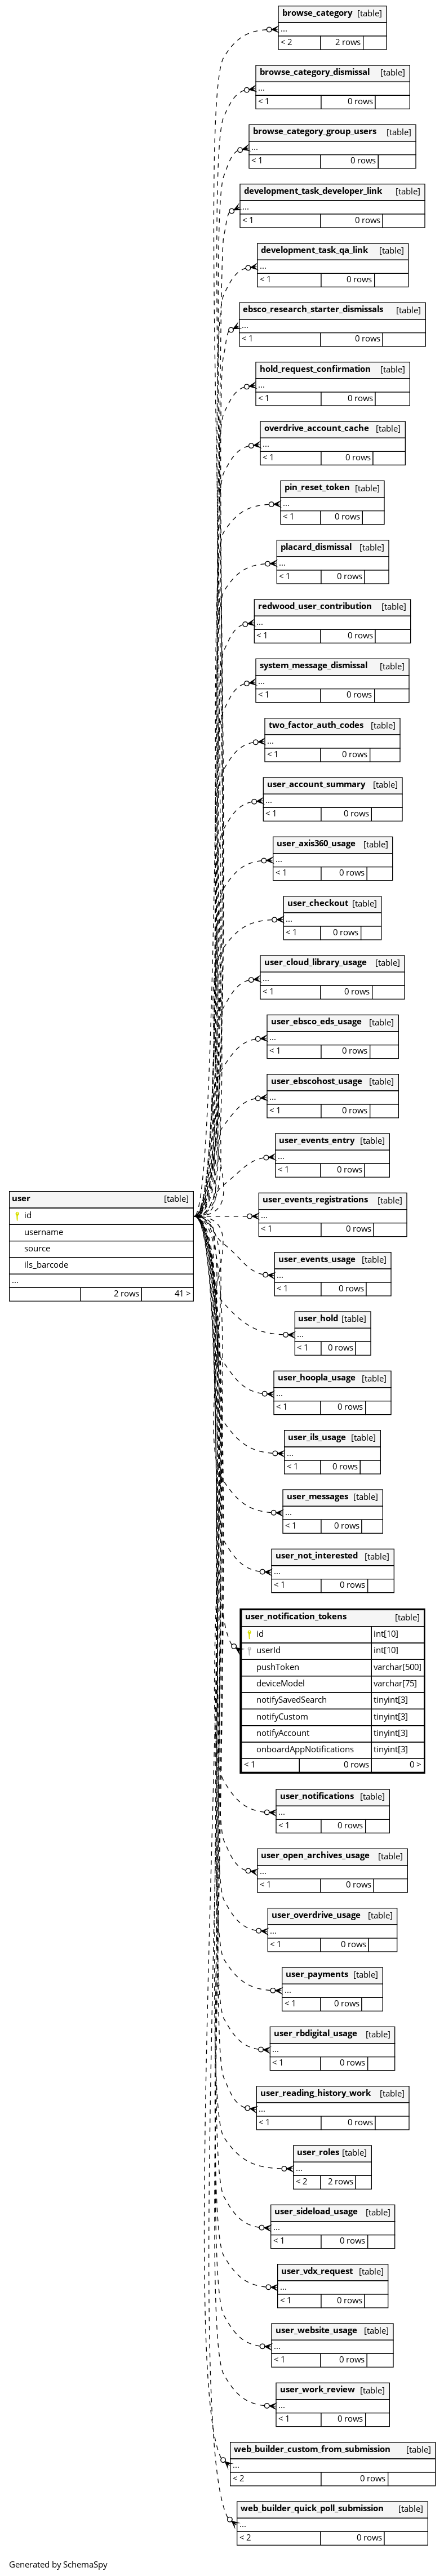 browse_category [table]
...
< 2 2 rows
browse_category_dismissal [table]
...
< 1 0 rows
browse_category_group_users [table]
...
< 1 0 rows
development_task_developer_link [table]
...
< 1 0 rows
development_task_qa_link [table]
...
< 1 0 rows
ebsco_research_starter_dismissals [table]
...
< 1 0 rows
hold_request_confirmation [table]
...
< 1 0 rows
overdrive_account_cache [table]
...
< 1 0 rows
pin_reset_token [table]
...
< 1 0 rows
placard_dismissal [table]
...
< 1 0 rows
redwood_user_contribution [table]
...
< 1 0 rows
system_message_dismissal [table]
...
< 1 0 rows
two_factor_auth_codes [table]
...
< 1 0 rows
user_account_summary [table]
...
< 1 0 rows
user_axis360_usage [table]
...
< 1 0 rows
user_checkout [table]
...
< 1 0 rows
user_cloud_library_usage [table]
...
< 1 0 rows
user_ebsco_eds_usage [table]
...
< 1 0 rows
user_ebscohost_usage [table]
...
< 1 0 rows
user_events_entry [table]
...
< 1 0 rows
user [table]
id
username
source
ils_barcode
...
2 rows 41 >
user_events_registrations [table]
...
< 1 0 rows
user_events_usage [table]
...
< 1 0 rows
user_hold [table]
...
< 1 0 rows
user_hoopla_usage [table]
...
< 1 0 rows
user_ils_usage [table]
...
< 1 0 rows
user_messages [table]
...
< 1 0 rows
user_not_interested [table]
...
< 1 0 rows
user_notification_tokens [table]
id int[10]
userId int[10]
pushToken varchar[500]
deviceModel varchar[75]
notifySavedSearch tinyint[3]
notifyCustom tinyint[3]
notifyAccount tinyint[3]
onboardAppNotifications tinyint[3]
< 1 0 rows 0 >
user_notifications [table]
...
< 1 0 rows
user_open_archives_usage [table]
...
< 1 0 rows
user_overdrive_usage [table]
...
< 1 0 rows
user_payments [table]
...
< 1 0 rows
user_rbdigital_usage [table]
...
< 1 0 rows
user_reading_history_work [table]
...
< 1 0 rows
user_roles [table]
...
< 2 2 rows
user_sideload_usage [table]
...
< 1 0 rows
user_vdx_request [table]
...
< 1 0 rows
user_website_usage [table]
...
< 1 0 rows
user_work_review [table]
...
< 1 0 rows
web_builder_custom_from_submission [table]
...
< 2 0 rows
web_builder_quick_poll_submission [table]
...
< 2 0 rows
Generated by SchemaSpy